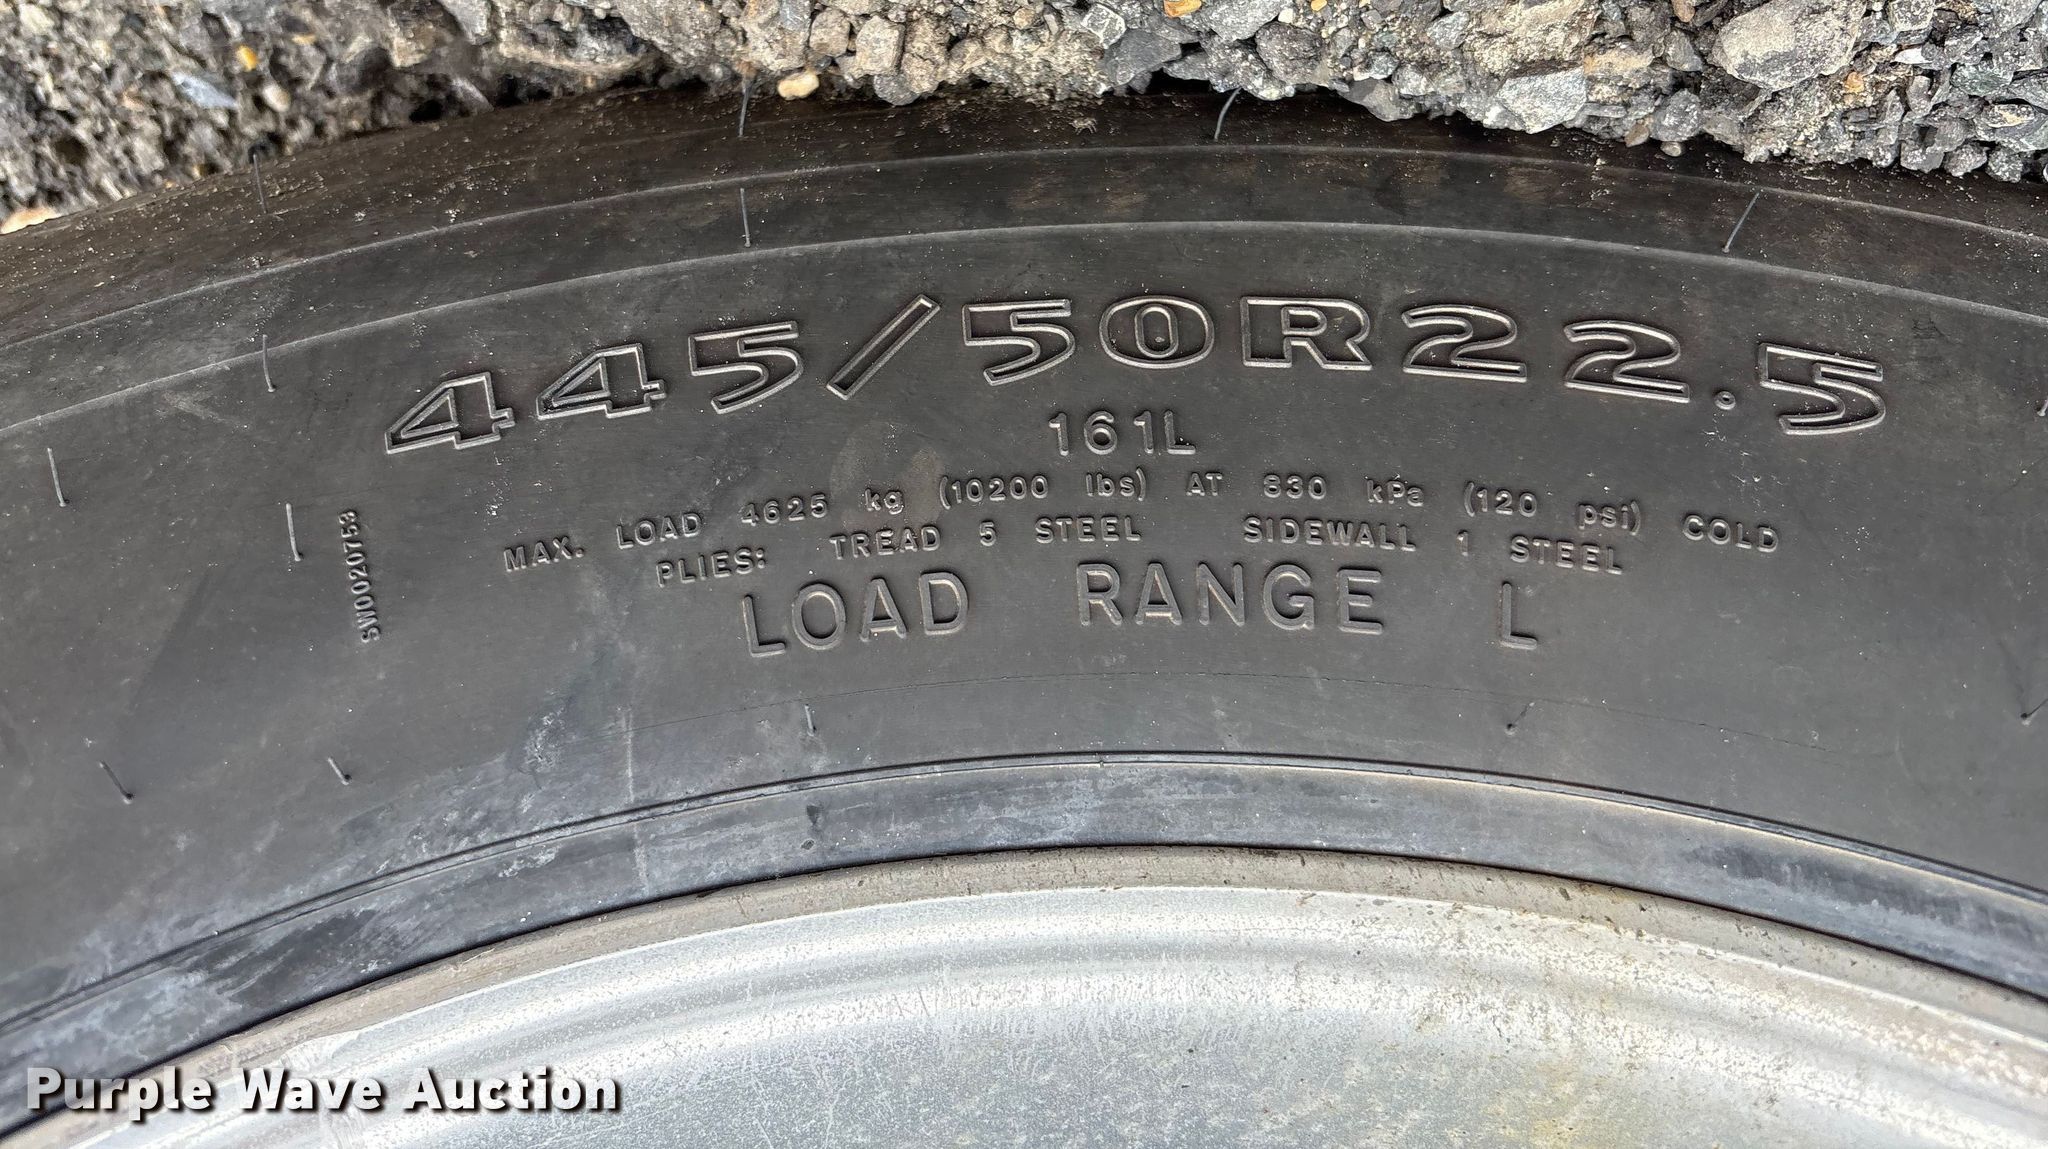 445/50R22.5
161L
MAX. LOAD 4625 kg (10200 lbs) AT 830 kPa (120 psi) COLD
PLIES: TREAD 5 STEEL SIDEWALL 1 STEEL
LOAD RANGE L
SW0020753
Purple Wave Auction